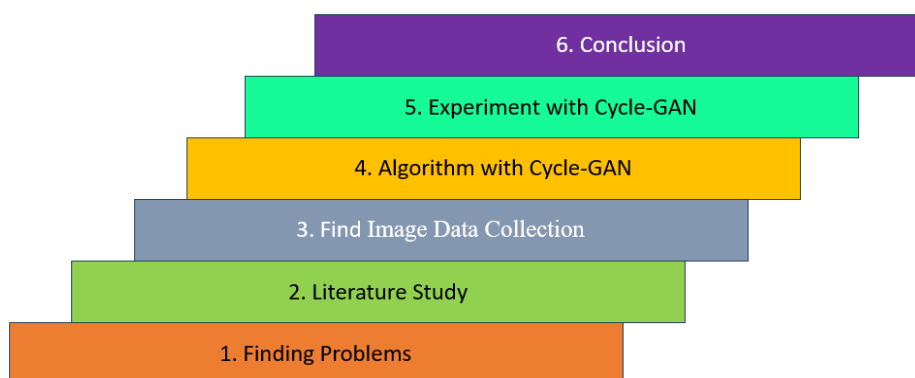 6. Conclusion
5. Experiment with Cycle-GAN
4. Algorithm with Cycle-GAN
3. Find Image Data Collection
2. Literature Study
1. Finding Problems